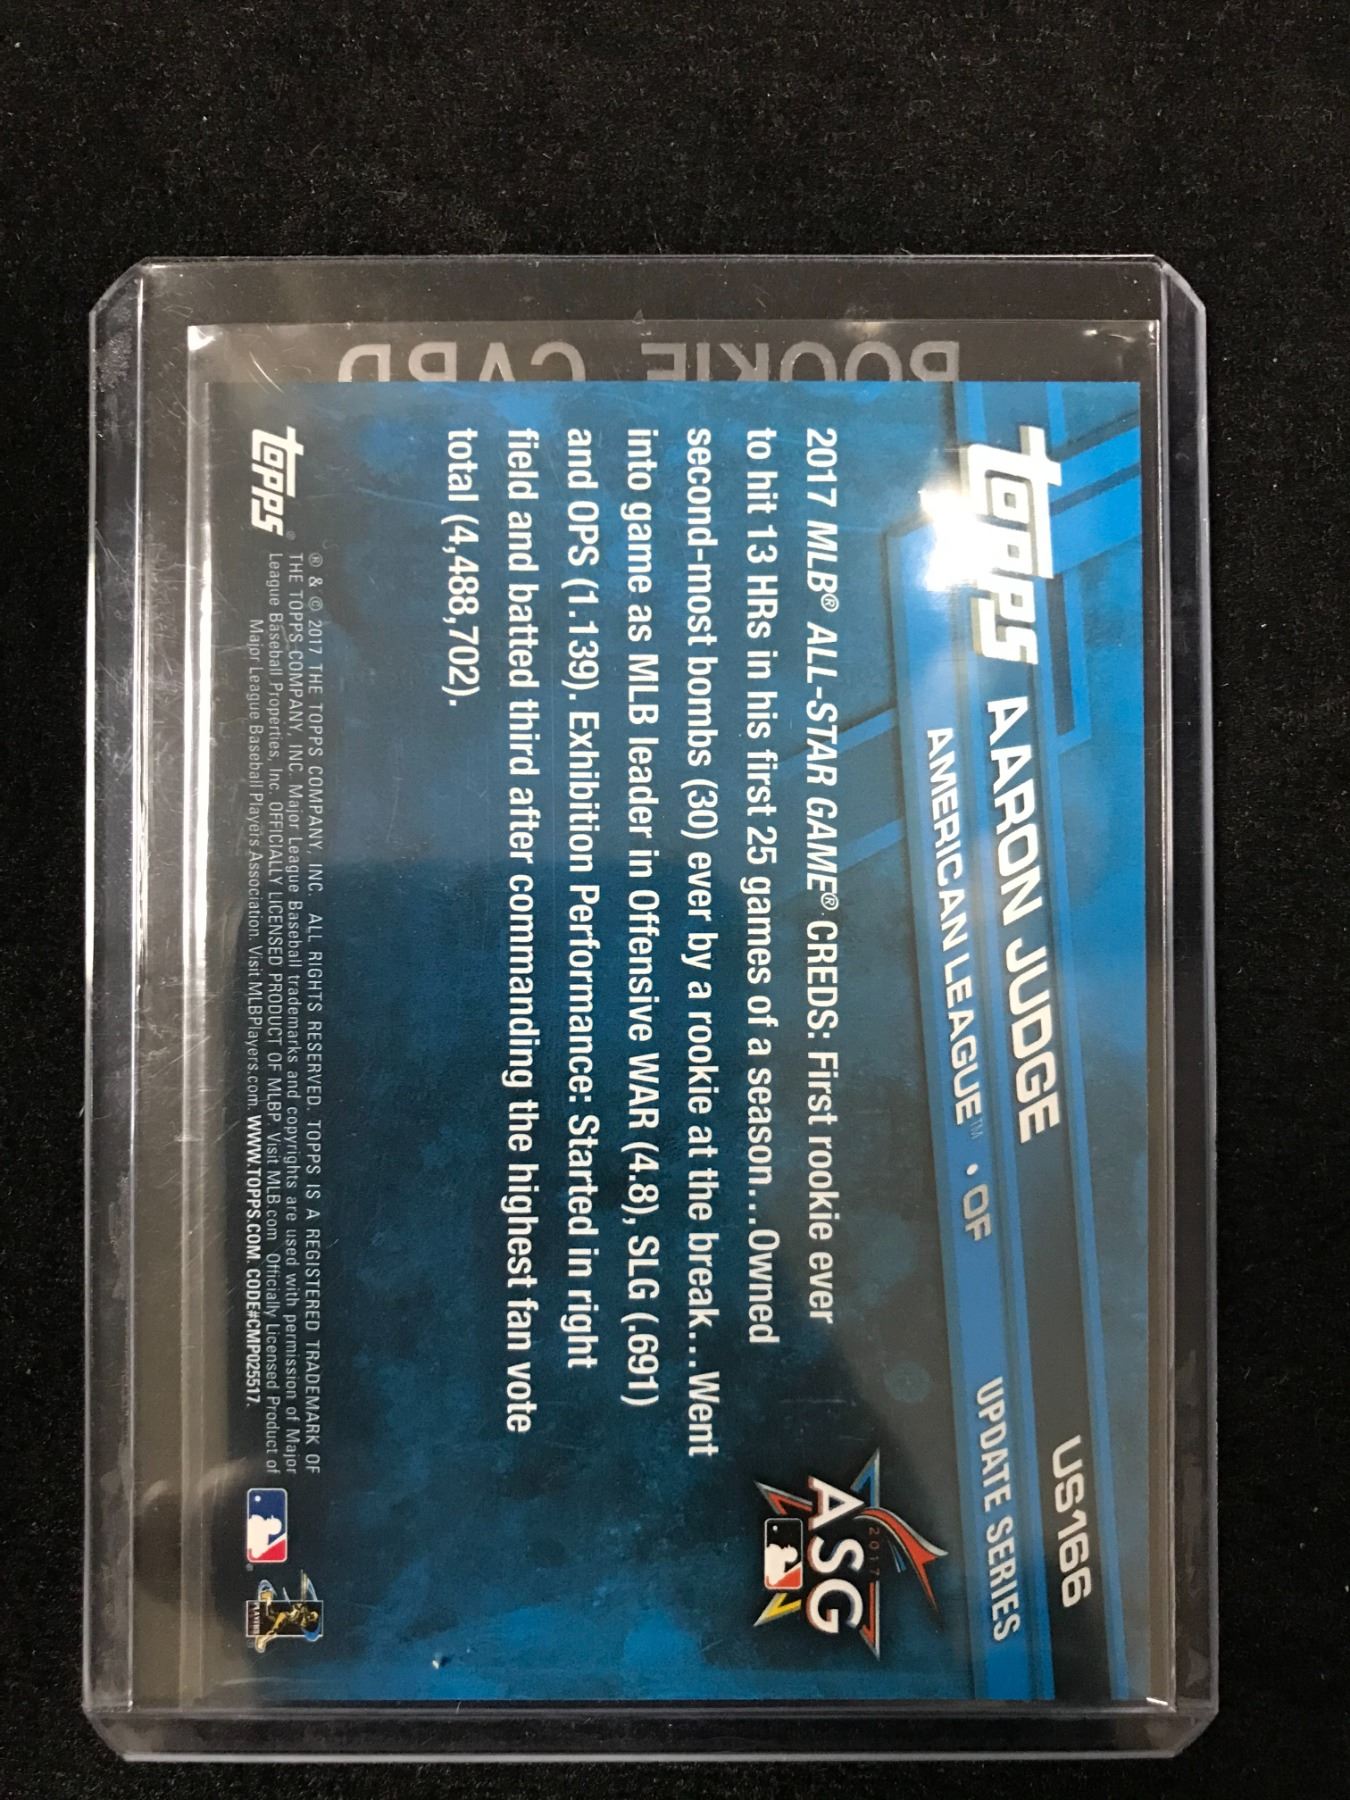 ROOKIE CARD
topps
AARON JUDGE
AMERICAN LEAGUE™ • OF
US166
UPDATE SERIES
2017 MLB® ALL-STAR GAME® CREDS: First rookie ever
to hit 13 HRs in his first 25 games of a season...Owned
second-most bombs (30) ever by a rookie at the break...Went
into game as MLB leader in Offensive WAR (4.8), SLG (.691)
and OPS (1.139). Exhibition Performance: Started in right
field and batted third after commanding the highest fan vote
total (4,488,702).
2017
ASG
topps®
® & © 2017 THE TOPPS COMPANY, INC. ALL RIGHTS RESERVED. TOPPS IS A REGISTERED TRADEMARK OF
THE TOPPS COMPANY, INC. Major League Baseball trademarks and copyrights are used with permission of Major
League Baseball Properties, Inc. OFFICIALLY LICENSED PRODUCT OF MLBP. Visit MLB.com Officially Licensed Product of
Major League Baseball Players Association. Visit MLBPlayers.com. WWW.TOPPS.COM. CODE#CMP025517.
PLAYERS